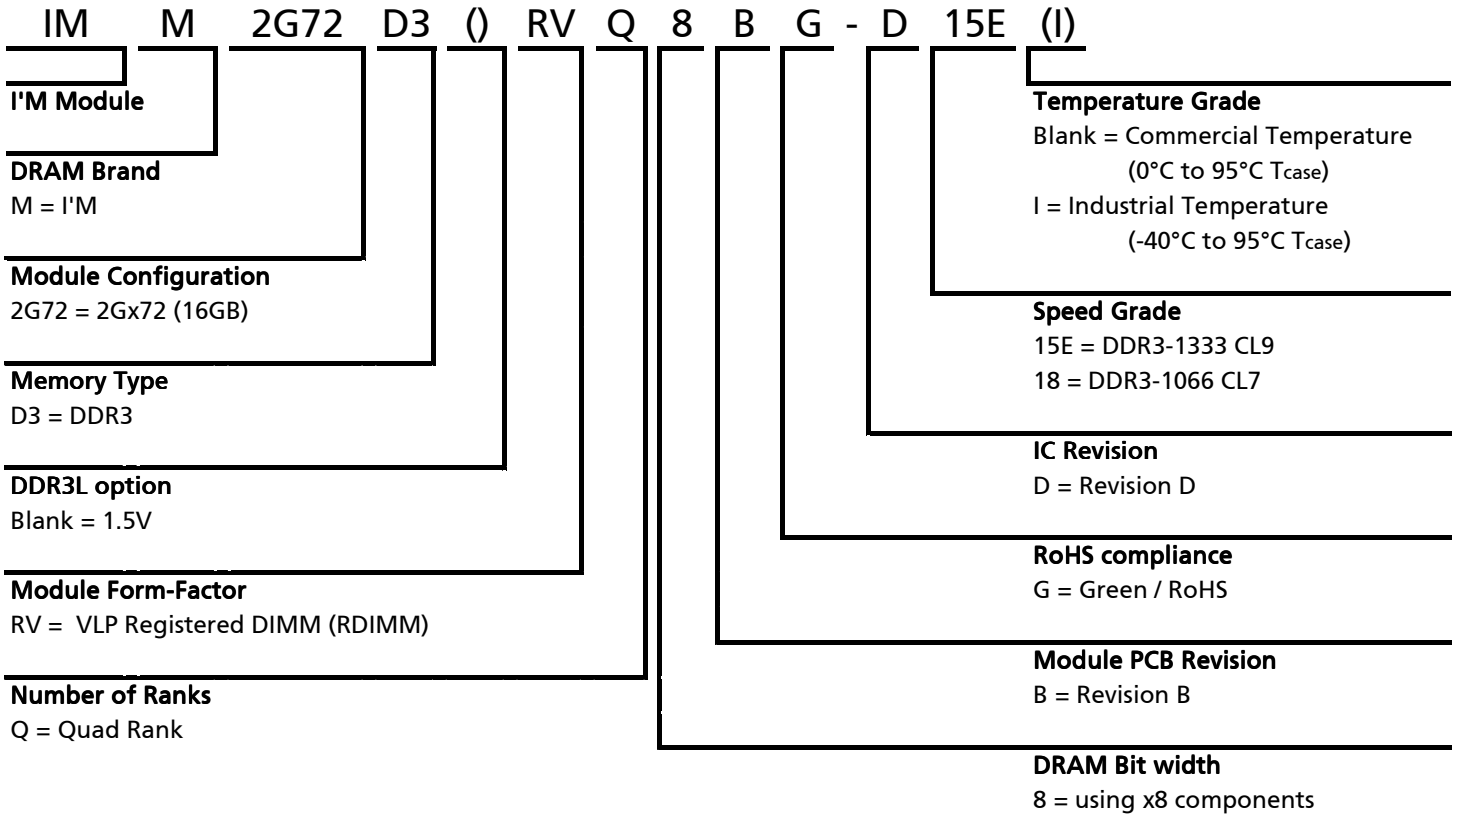 IM M 2G72 D3 () RV Q 8 B G - D 15E (I)
I'M Module
DRAM Brand
M = I'M
Module Configuration
2G72 = 2Gx72 (16GB)
Memory Type
D3 = DDR3
DDR3L option
Blank = 1.5V
Module Form-Factor
RV = VLP Registered DIMM (RDIMM)
Number of Ranks
Q = Quad Rank
Temperature Grade
Blank = Commercial Temperature
(0°C to 95°C Tcase)
I = Industrial Temperature
(-40°C to 95°C Tcase)
Speed Grade
15E = DDR3-1333 CL9
18 = DDR3-1066 CL7
IC Revision
D = Revision D
RoHS compliance
G = Green / RoHS
Module PCB Revision
B = Revision B
DRAM Bit width
8 = using x8 components